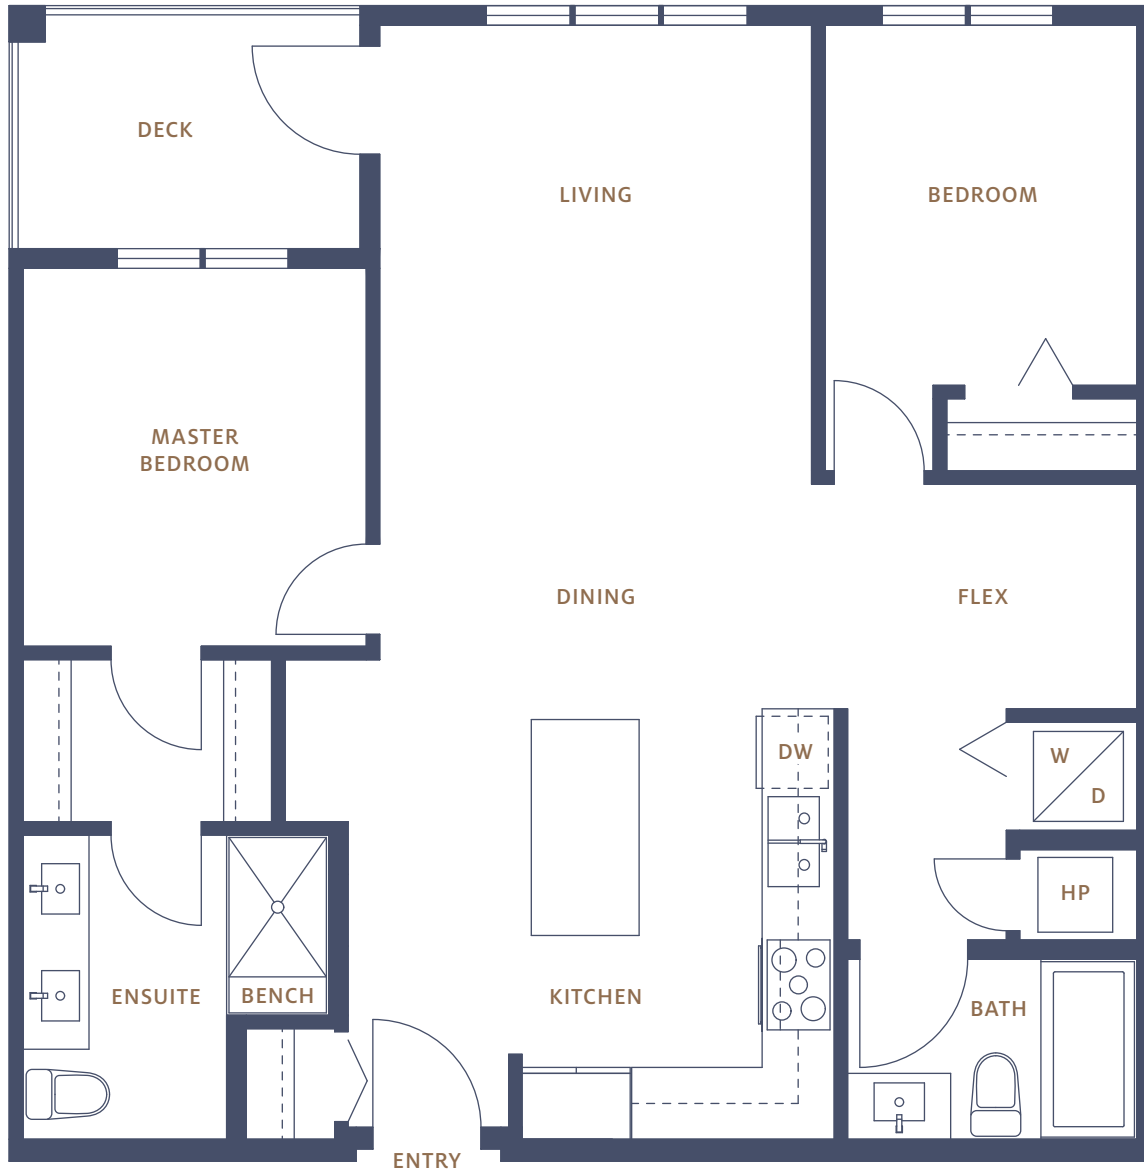 DECK
LIVING
BEDROOM
MASTER
BEDROOM
DINING
FLEX
DW
W
D
HP
ENSUITE
BENCH
KITCHEN
BATH
ENTRY